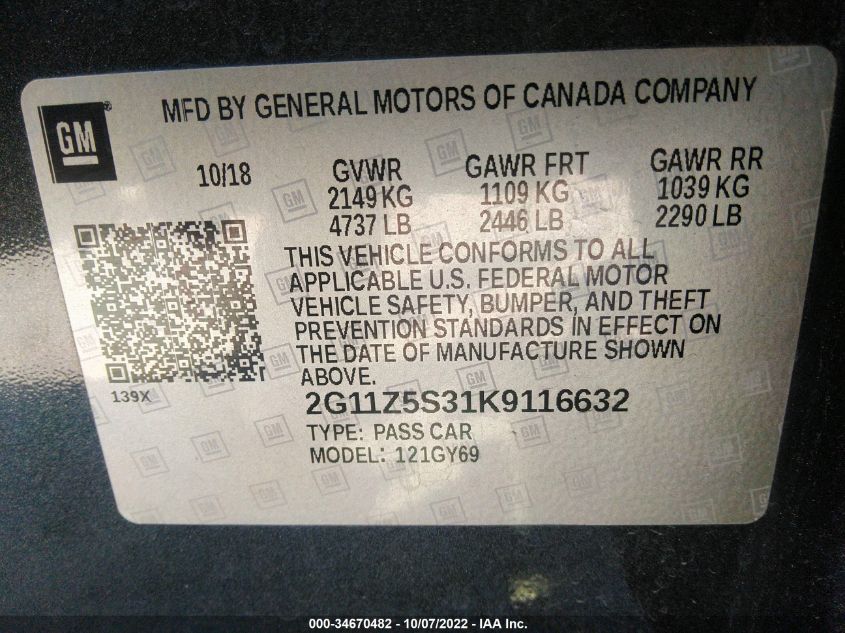 MFD BY GENERAL MOTORS OF CANADA COMPANY
GM
®
10/18 GVWR GAWR FRT GAWR RR
2149 KG 1109 KG 1039 KG
4737 LB 2446 LB 2290 LB
THIS VEHICLE CONFORMS TO ALL
APPLICABLE U.S. FEDERAL MOTOR
VEHICLE SAFETY, BUMPER, AND THEFT
PREVENTION STANDARDS IN EFFECT ON
THE DATE OF MANUFACTURE SHOWN
ABOVE.
139X
2G11Z5S31K9116632
TYPE: PASS CAR
MODEL: 121GY69
000-34670482 - 10/07/2022 - IAA Inc.